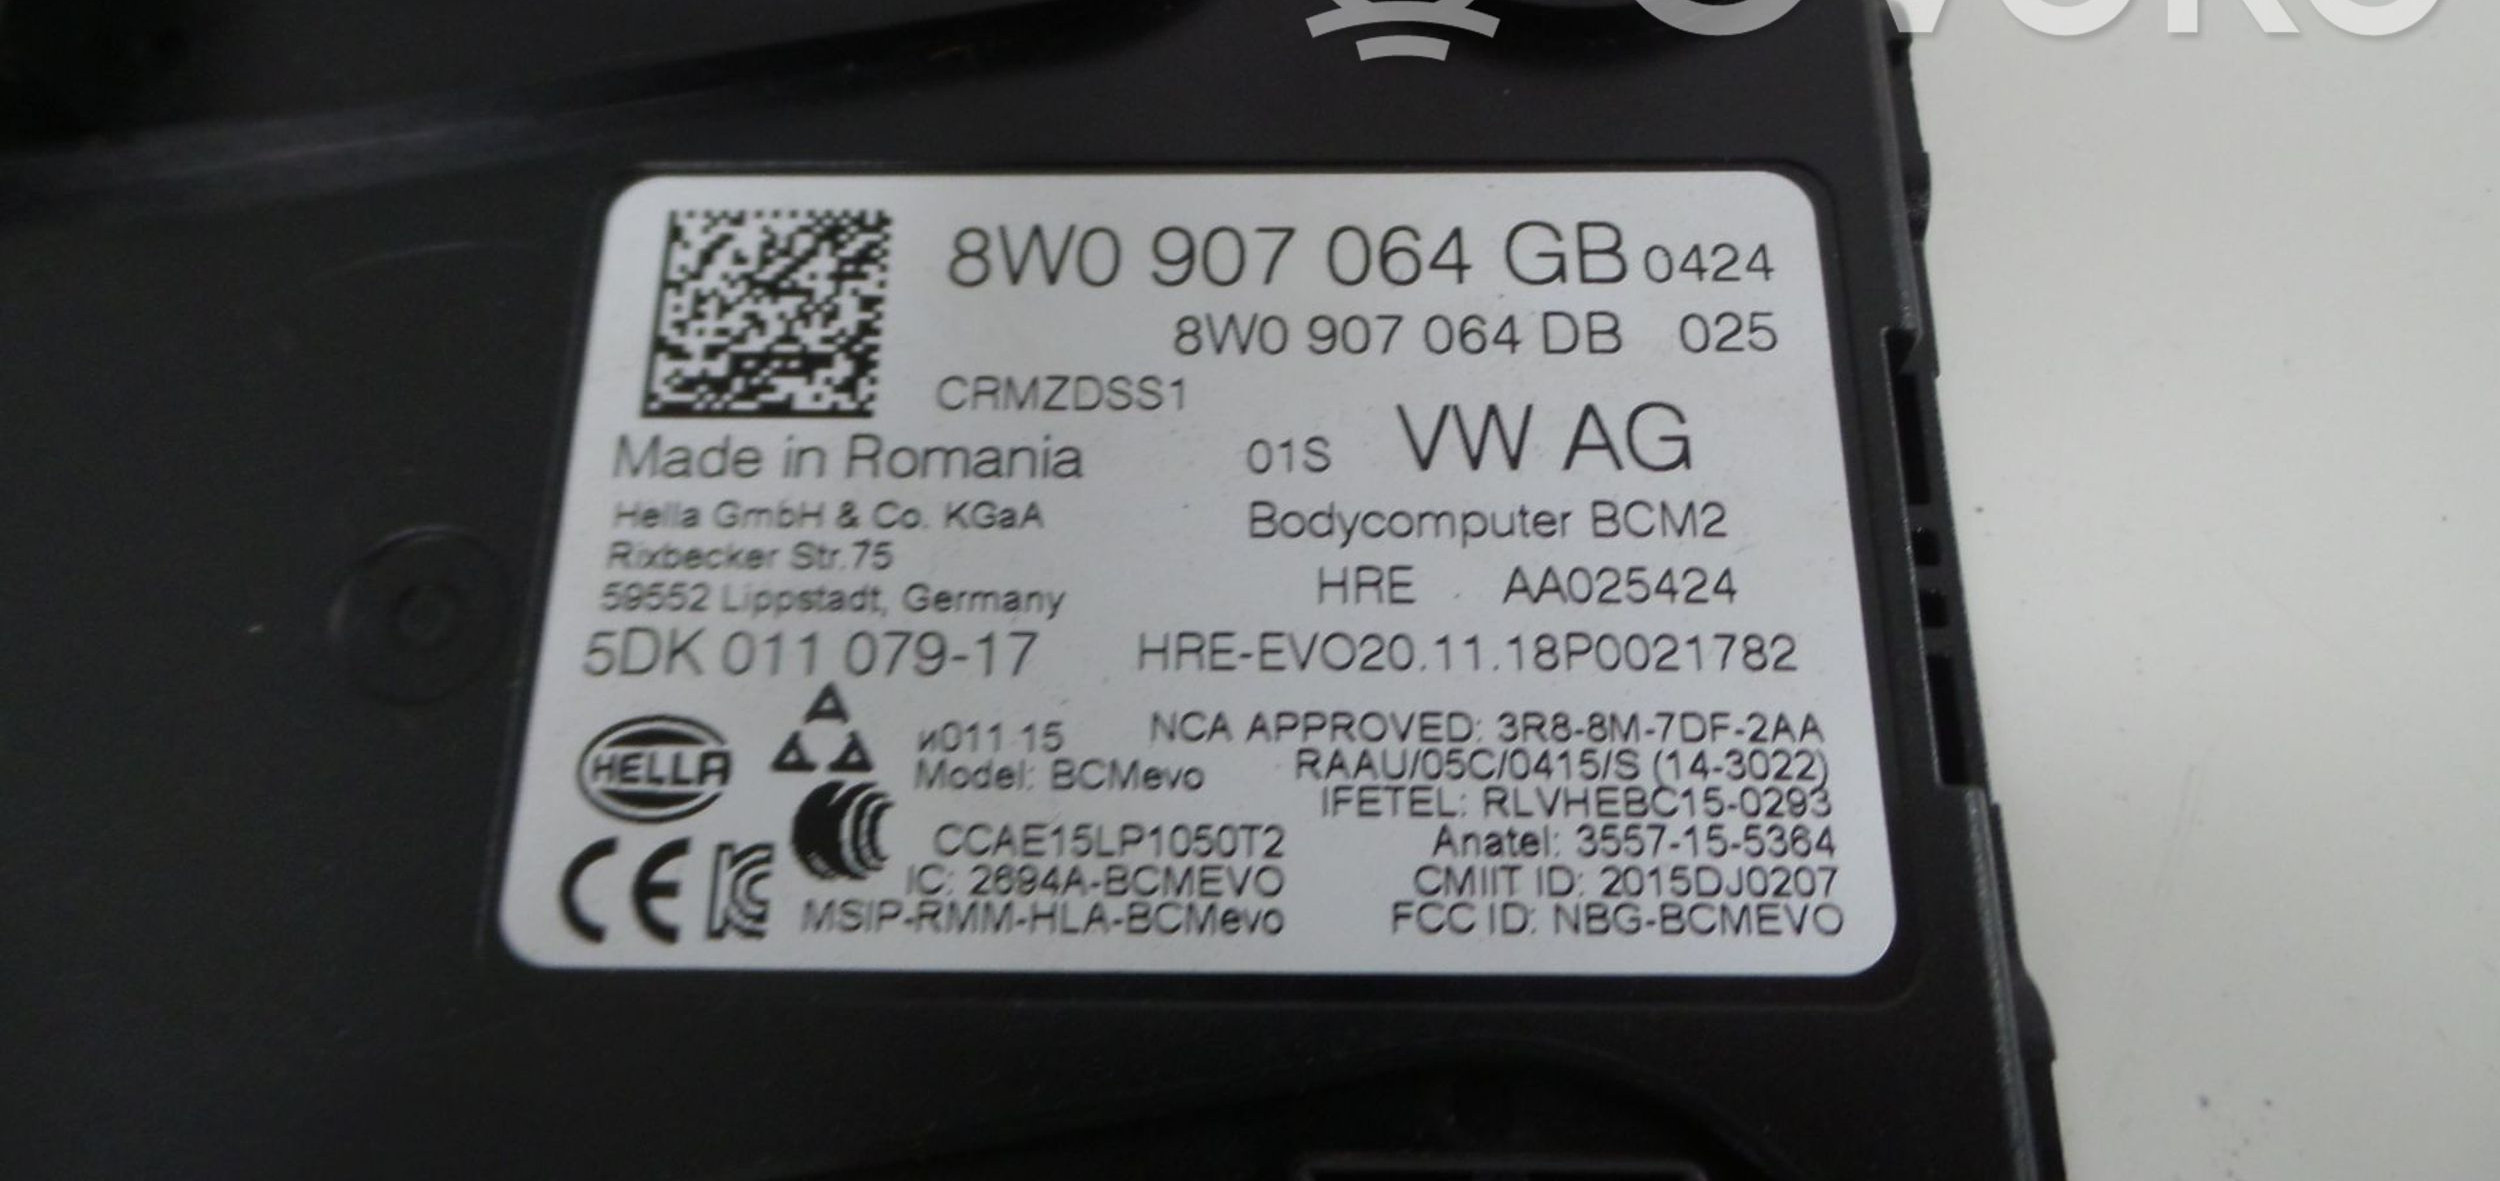 8W0 907 064 GB 0424
8W0 907 064 DB 025
CRMZDSS1
Made in Romania
01S VW AG
Hella GmbH & Co. KGaA
Bodycomputer BCM2
Rixbecker Str.75
59552 Lippstadt, Germany
HRE AA025424
5DK 011 079-17
HRE-EVO20.11.18P0021782
HELLA
и011 15
NCA APPROVED: 3R8-8M-7DF-2AA
Model: BCMevo
RAAU/05C/0415/S (14-3022)
IFETEL: RLVHEBC15-0293
CCAE15LP1050T2
Anatel: 3557-15-5364
IC: 2694A-BCMEVO
CMIIT ID: 2015DJ0207
CE
MSIP-RMM-HLA-BCMevo
FCC ID: NBG-BCMEVO